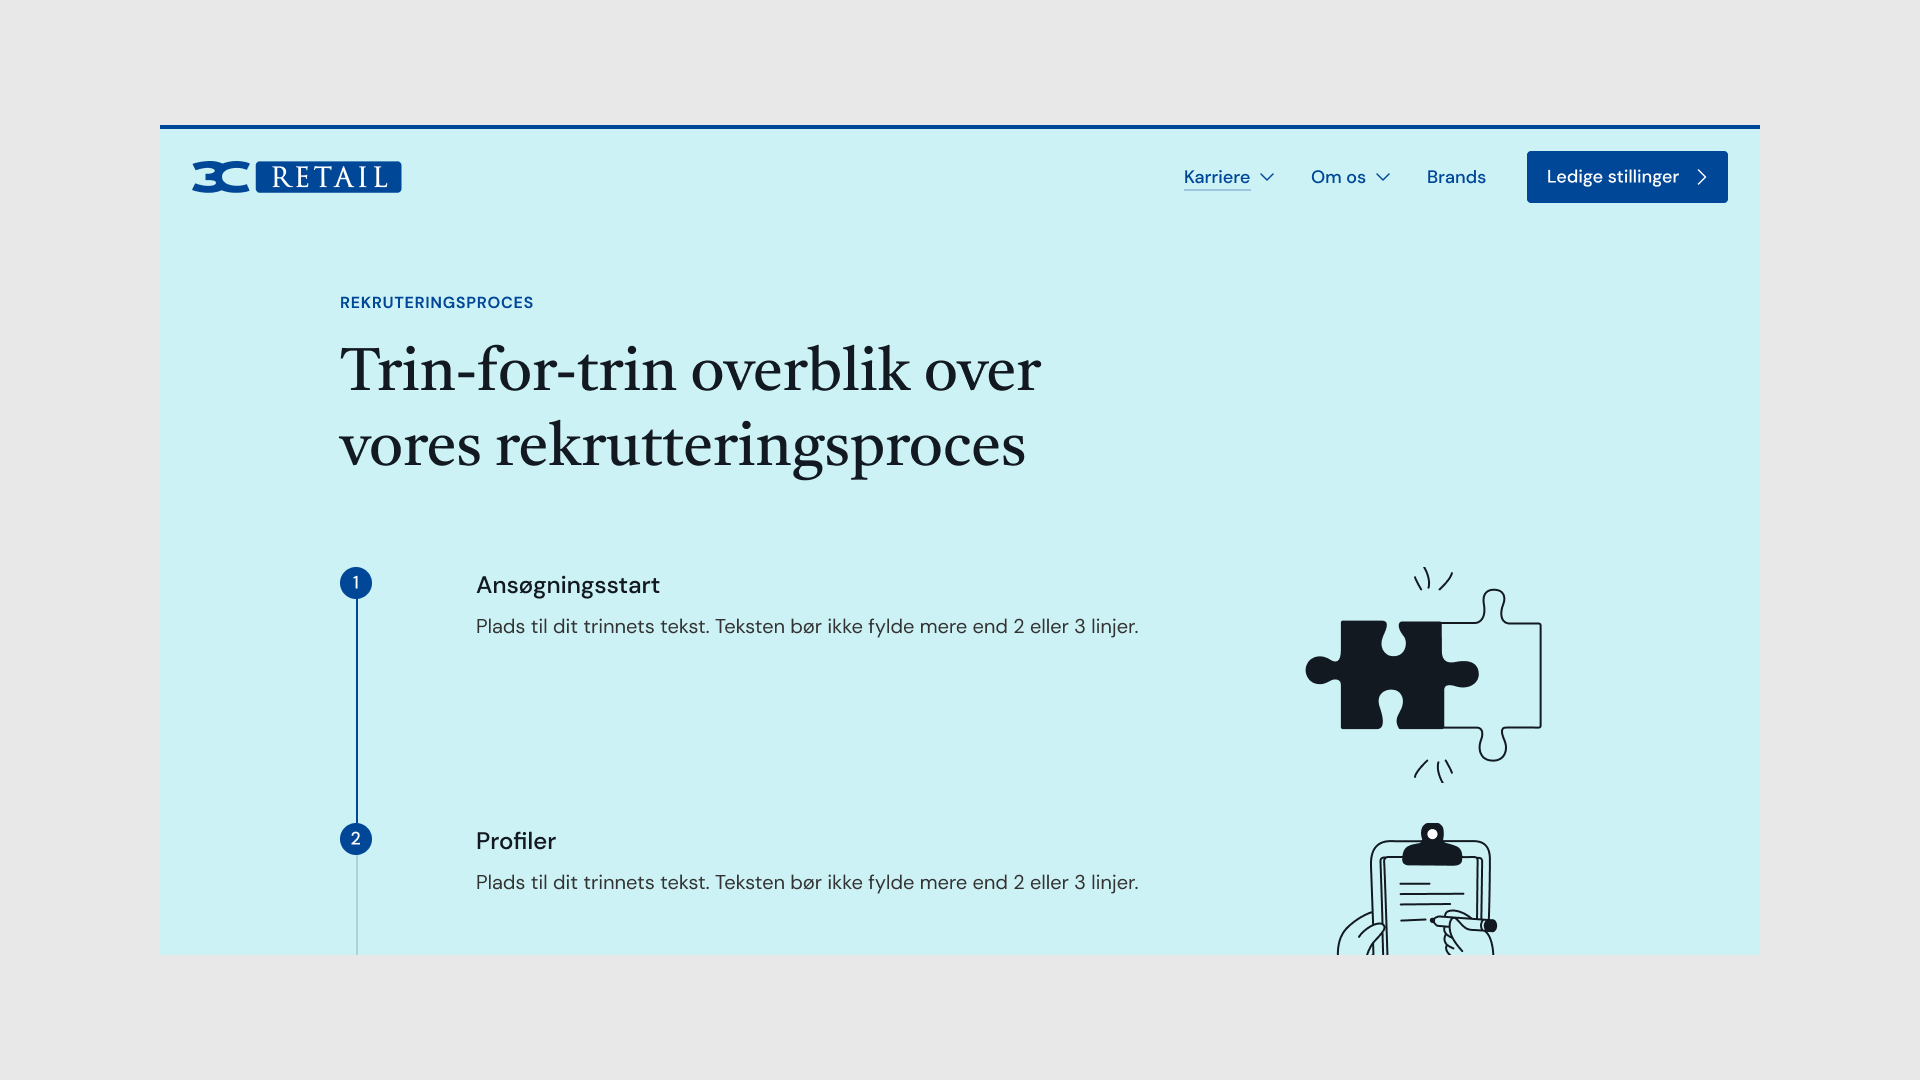 3C RETAIL
Karriere
Om os
Brands
Ledige stillinger
REKRUTERINGSPROCES
Trin-for-trin overblik over
vores rekrutteringsproces
1
Ansøgningsstart
Plads til dit trinnets tekst. Teksten bør ikke fylde mere end 2 eller 3 linjer.
2
Profiler
Plads til dit trinnets tekst. Teksten bør ikke fylde mere end 2 eller 3 linjer.